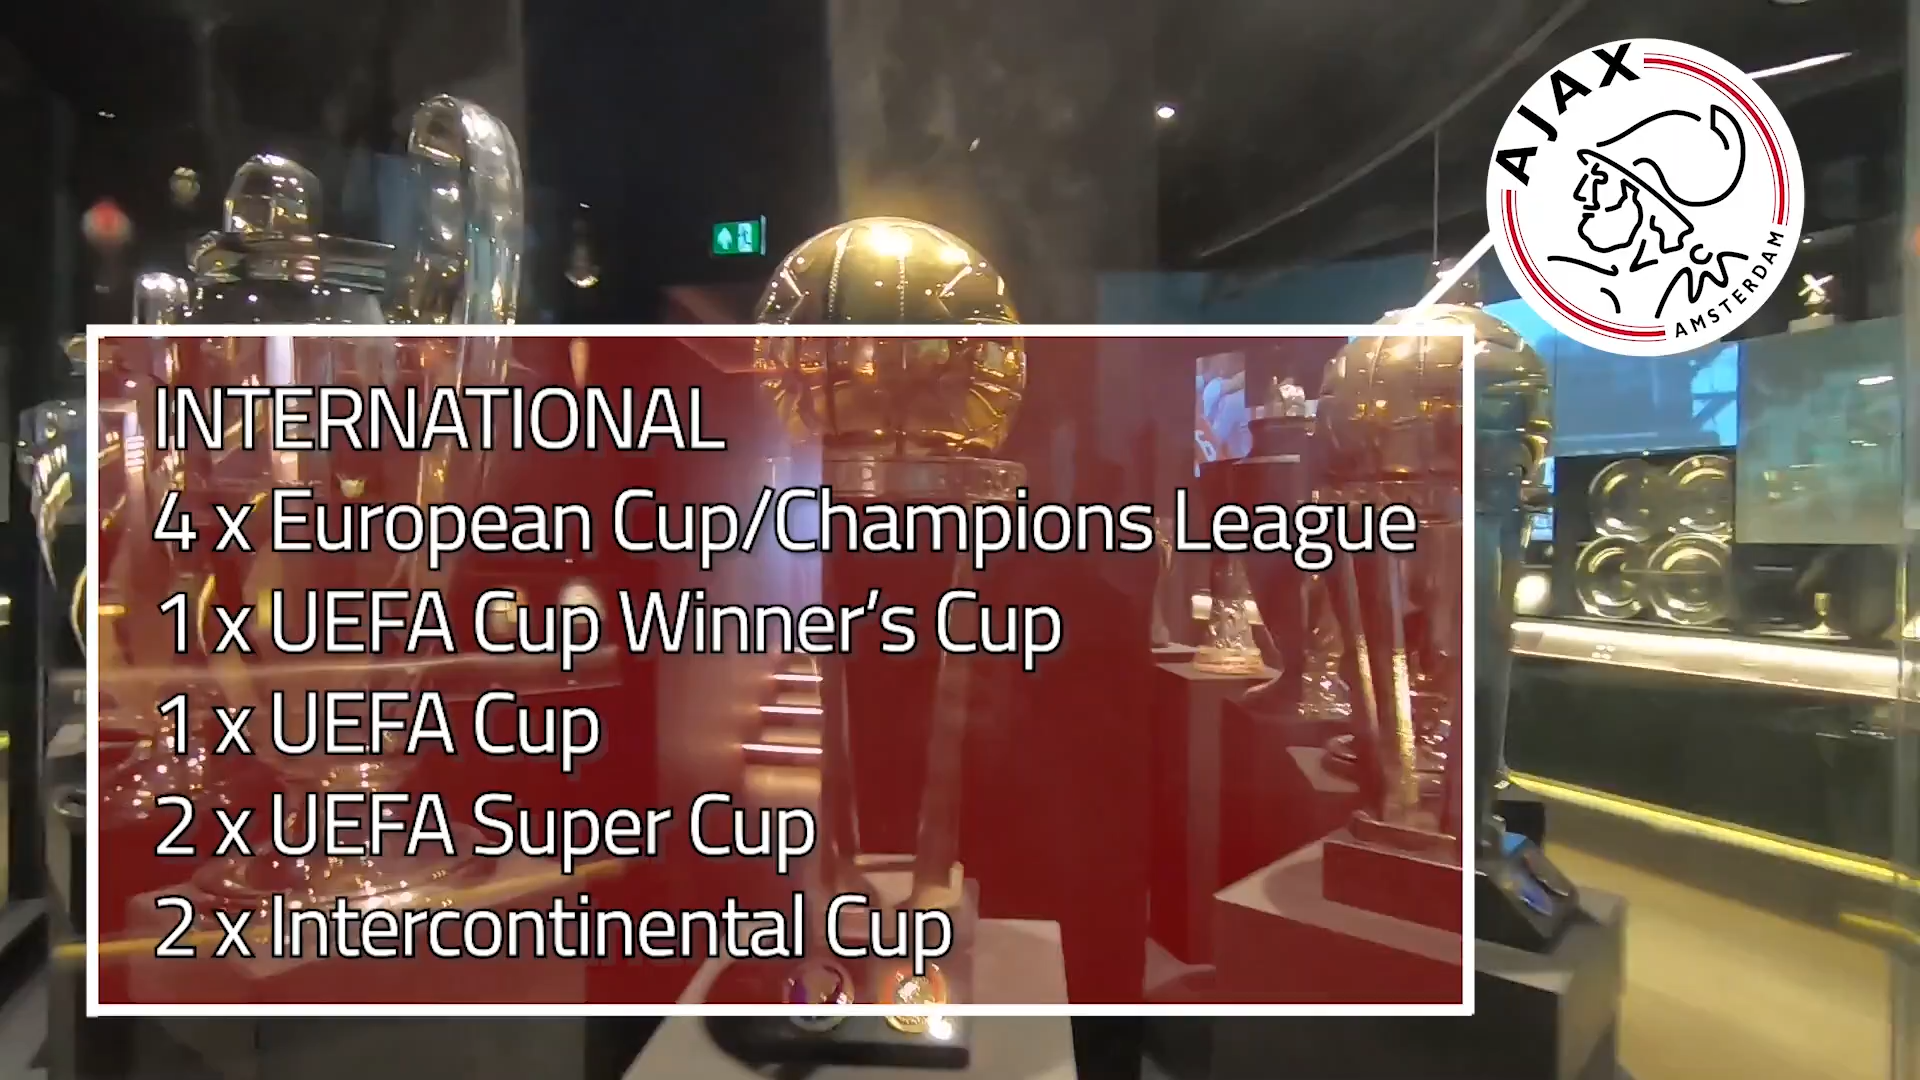 AJAX
AMSTERDAM
INTERNATIONAL
4 x European Cup/Champions League
1 x UEFA Cup Winner’s Cup
1 x UEFA Cup
2 x UEFA Super Cup
2 x Intercontinental Cup